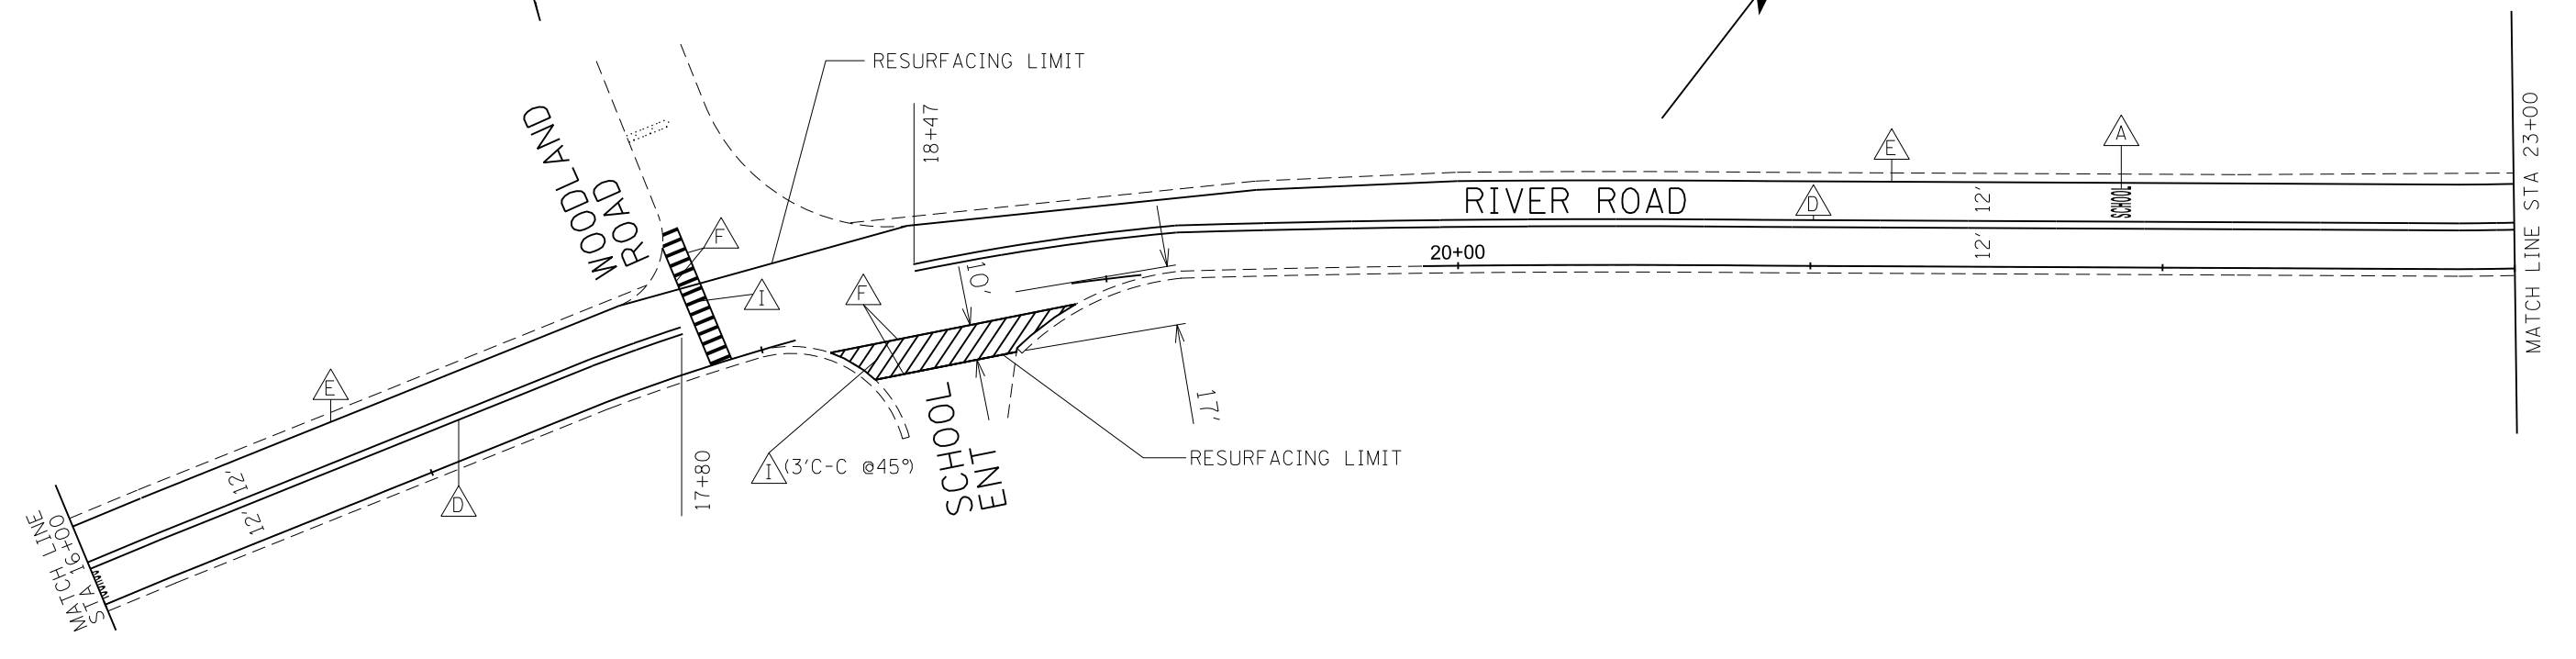 RESURFACING LIMIT
WOODLAND
ROAD
18+47
E
A
MATCH LINE STA 23+00
RIVER ROAD
D
12'
SCHOOL
12'
20+00
F
I
F
10'
E
17'
12'
12'
D
17+80
I (3'C-C @45°)
SCHOOL
ENT
RESURFACING LIMIT
MATCH LINE
STA 16+00